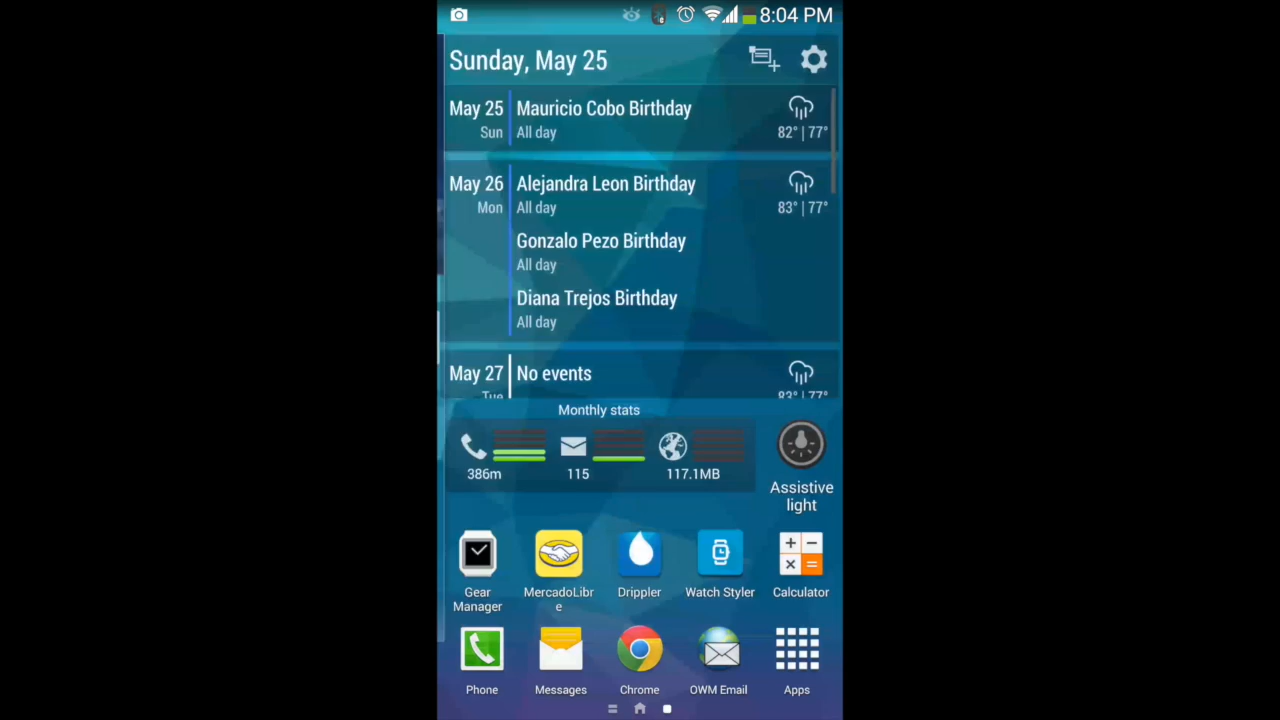 8:04 PM
Sunday, May 25
May 25 Mauricio Cobo Birthday
Sun All day 82° | 77°
May 26 Alejandra Leon Birthday
Mon All day 83° | 77°
Gonzalo Pezo Birthday
All day
Diana Trejos Birthday
All day
May 27 No events
Tue 83° | 77°
Monthly stats
386m 115 117.1MB
Assistive
light
Gear
Manager
MercadoLibr
e
Drippler
Watch Styler
Calculator
Phone
Messages
Chrome
OWM Email
Apps